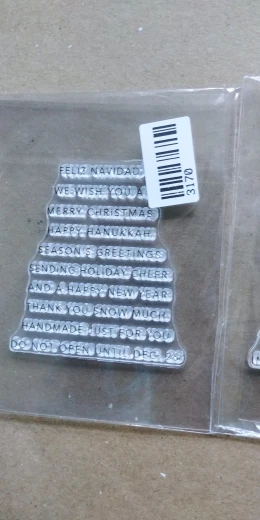 FELIZ NAVIDAD
WE WISH YOU A
MERRY CHRISTMAS
HAPPY HANUKKAH
SEASON'S GREETINGS
SENDING HOLIDAY CHEER
AND A HAPPY NEW YEAR
THANK YOU SNOW MUCH
HANDMADE JUST FOR YOU
DO NOT OPEN UNTIL DEC. 25
3170